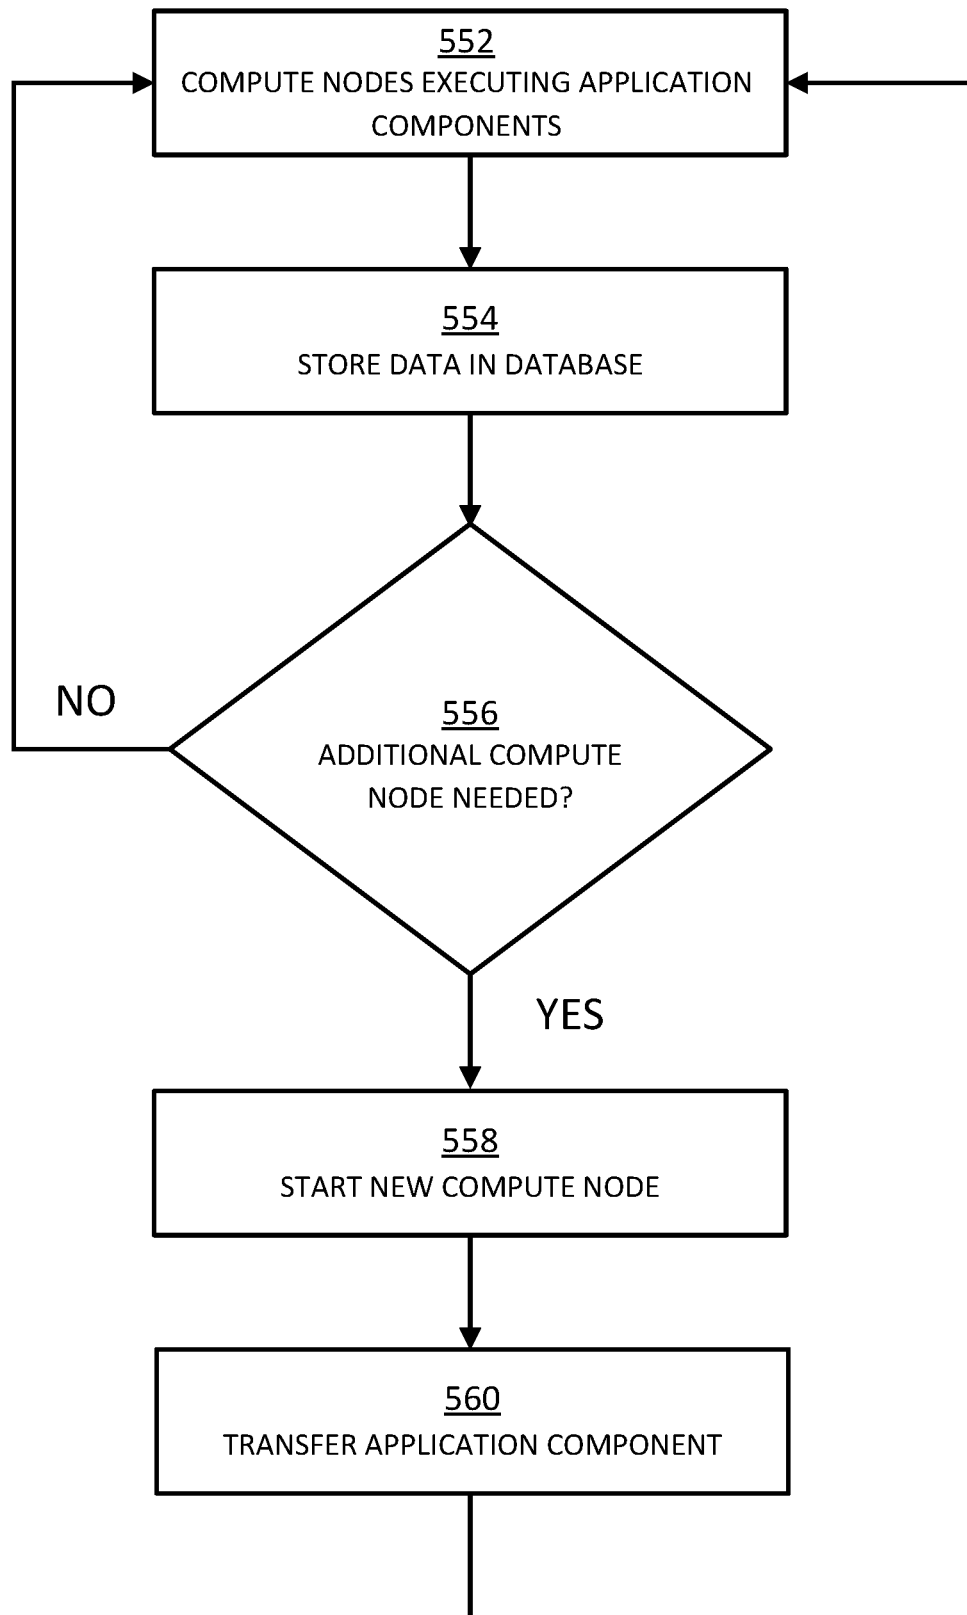 552
COMPUTE NODES EXECUTING APPLICATION
COMPONENTS
554
STORE DATA IN DATABASE
NO
556
ADDITIONAL COMPUTE
NODE NEEDED?
YES
558
START NEW COMPUTE NODE
560
TRANSFER APPLICATION COMPONENT